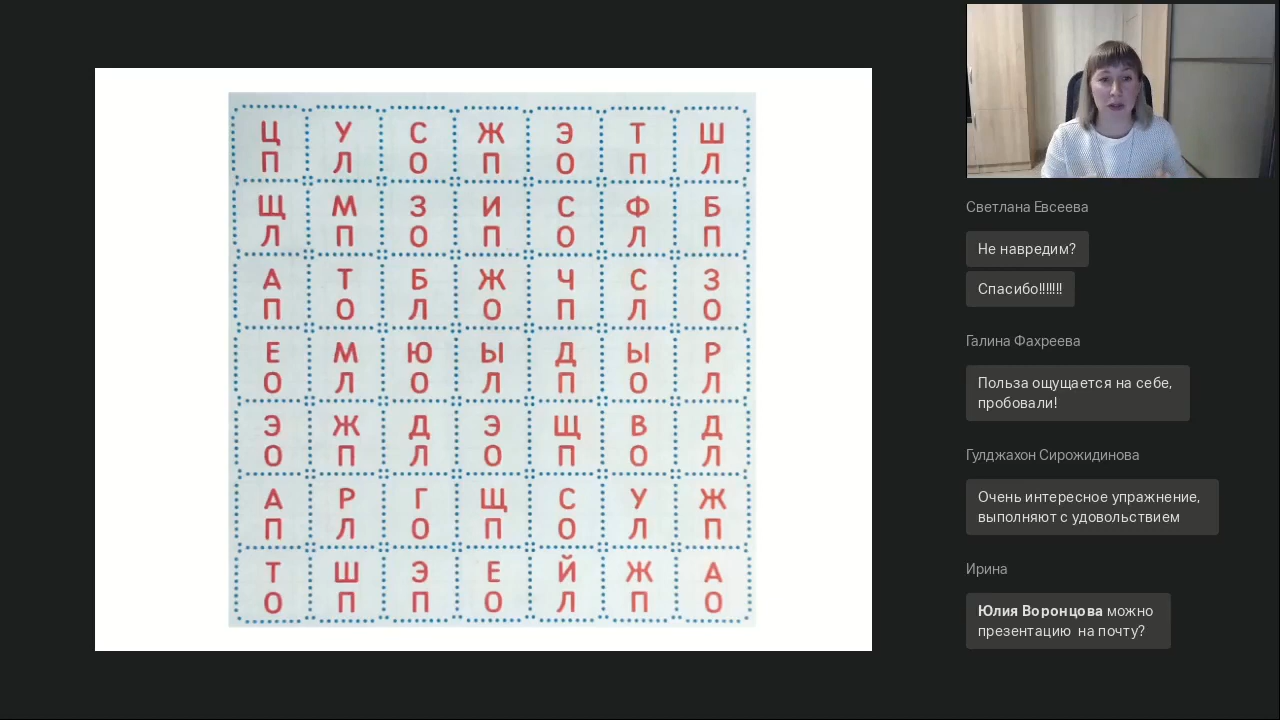 Ц У С Ж Э Т Ш
П Л О П О П Л
Щ М З И С Ф Б
Л П О П О Л П
А Т Б Ж Ч С З
П О Л О П Л О
Е М Ю Ы Д Ы Р
О Л О Л П О Л
Э Ж Д Э Щ В Д
О П Л О П О Л
А Р Г Щ С У Ж
П Л О П О Л П
Т Ш Э Е Й Ж А
О П П О Л П О
Светлана Евсеева
Не навредим?
Спасибо!!!!!!!
Галина Фахреева
Польза ощущается на себе,
пробовали!
Гулджахон Сирожидинова
Очень интересное упражнение,
выполняют с удовольствием
Ирина
Юлия Воронцова можно
презентацию на почту?